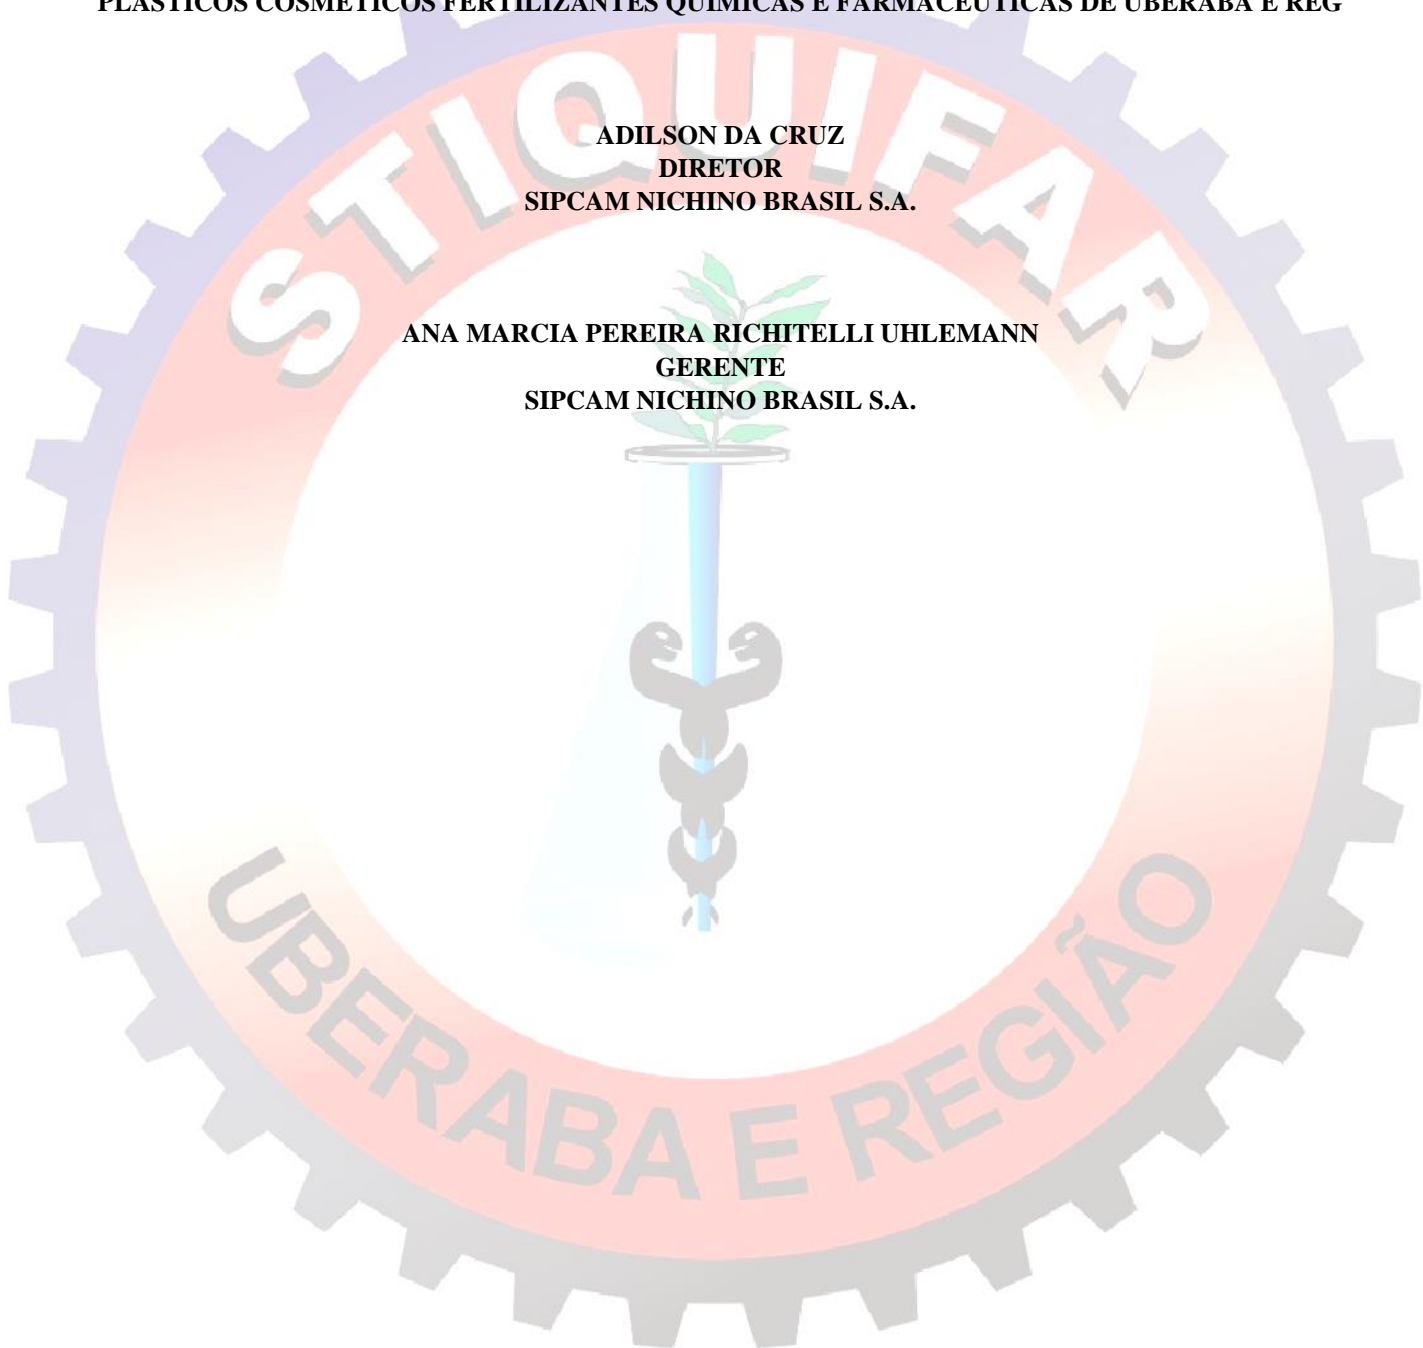 PLASTICOS COSMETICOS FERTILIZANTES QUIMICAS E FARMACEUTICAS DE UBERABA E REG
STIQUIFAR
ADILSON DA CRUZ
DIRETOR
SIPCAM NICHINO BRASIL S.A.
ANA MARCIA PEREIRA RICHITELLI UHLEMANN
GERENTE
SIPCAM NICHINO BRASIL S.A.
UBERABA E REGIÃO